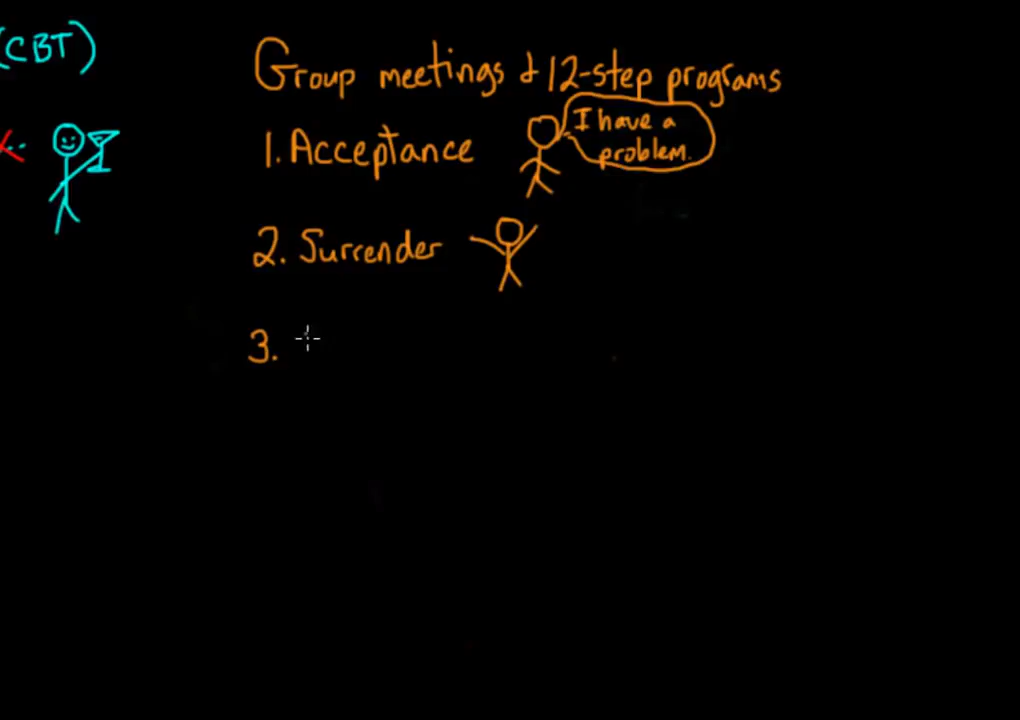 (CBT)
Group meetings & 12-step programs
1. Acceptance
I have a
problem.
2. Surrender
3.